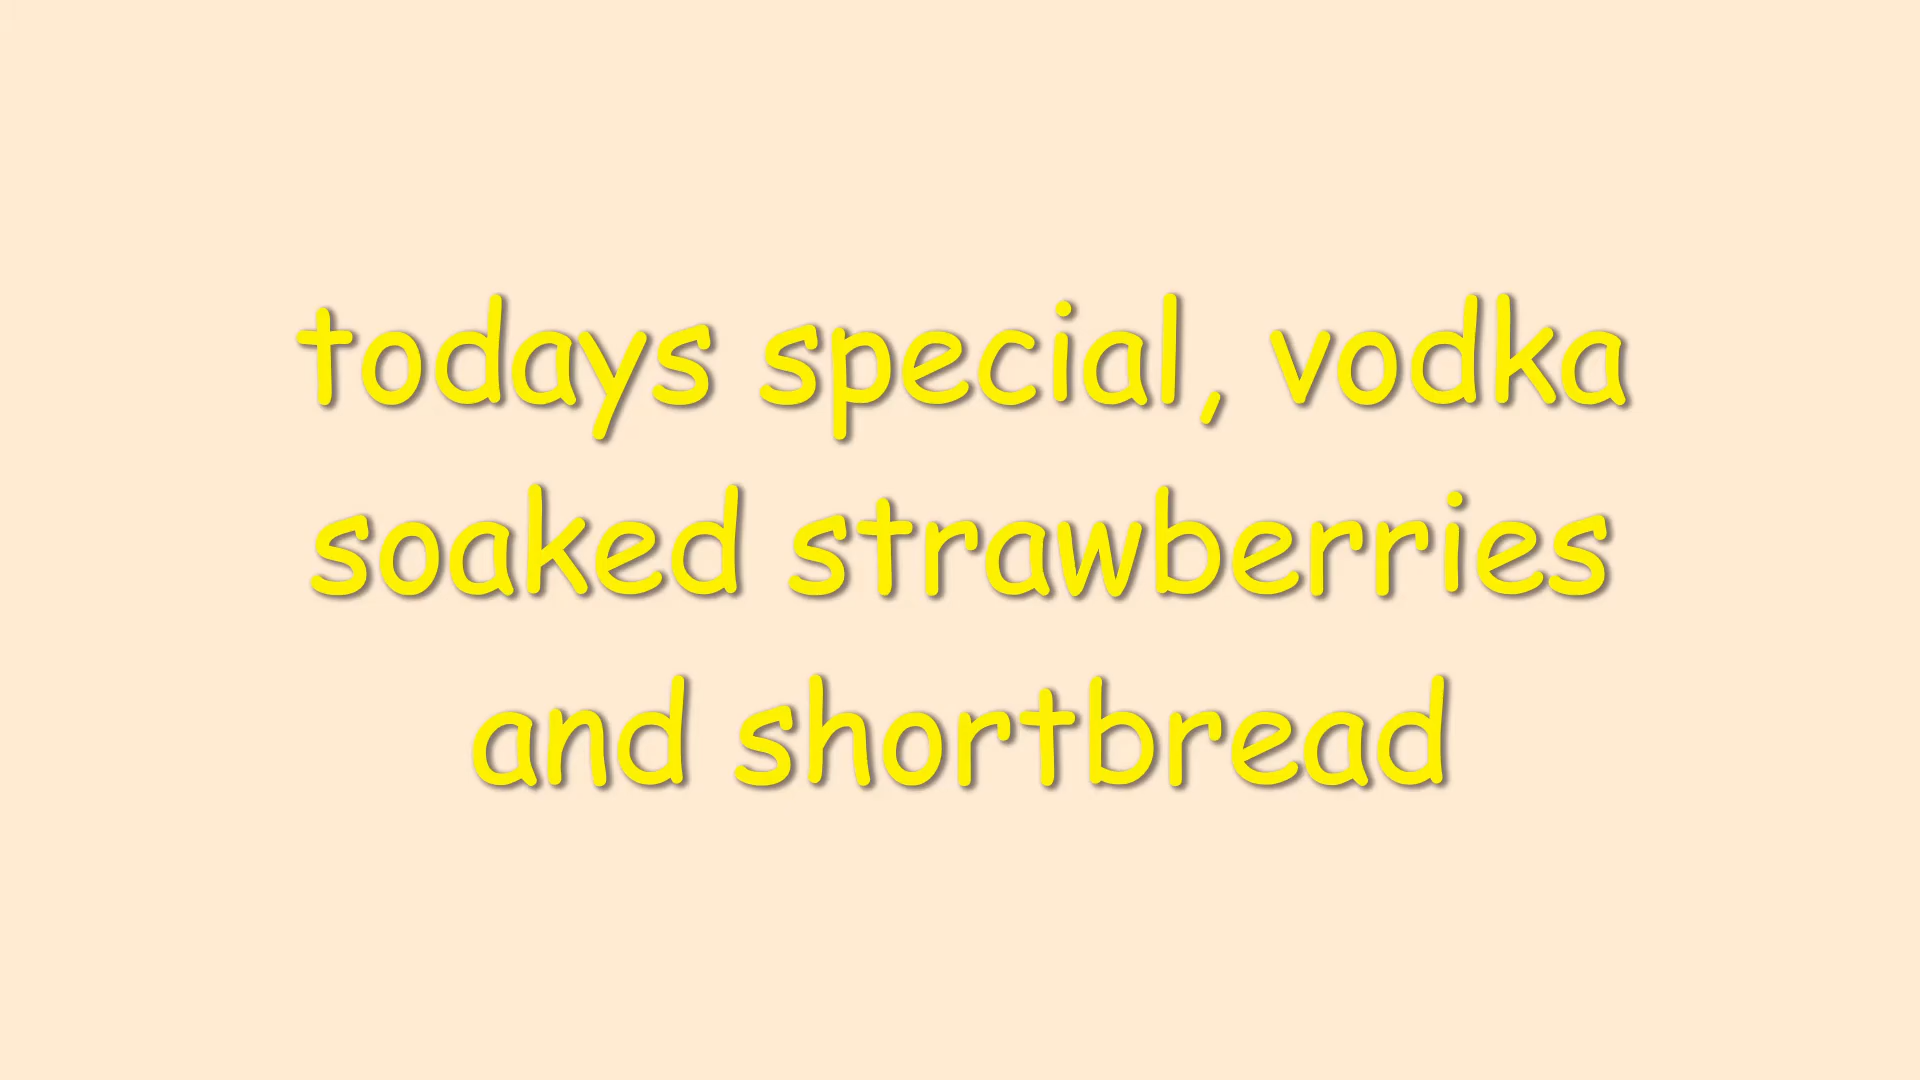 todays special, vodka
soaked strawberries
and shortbread